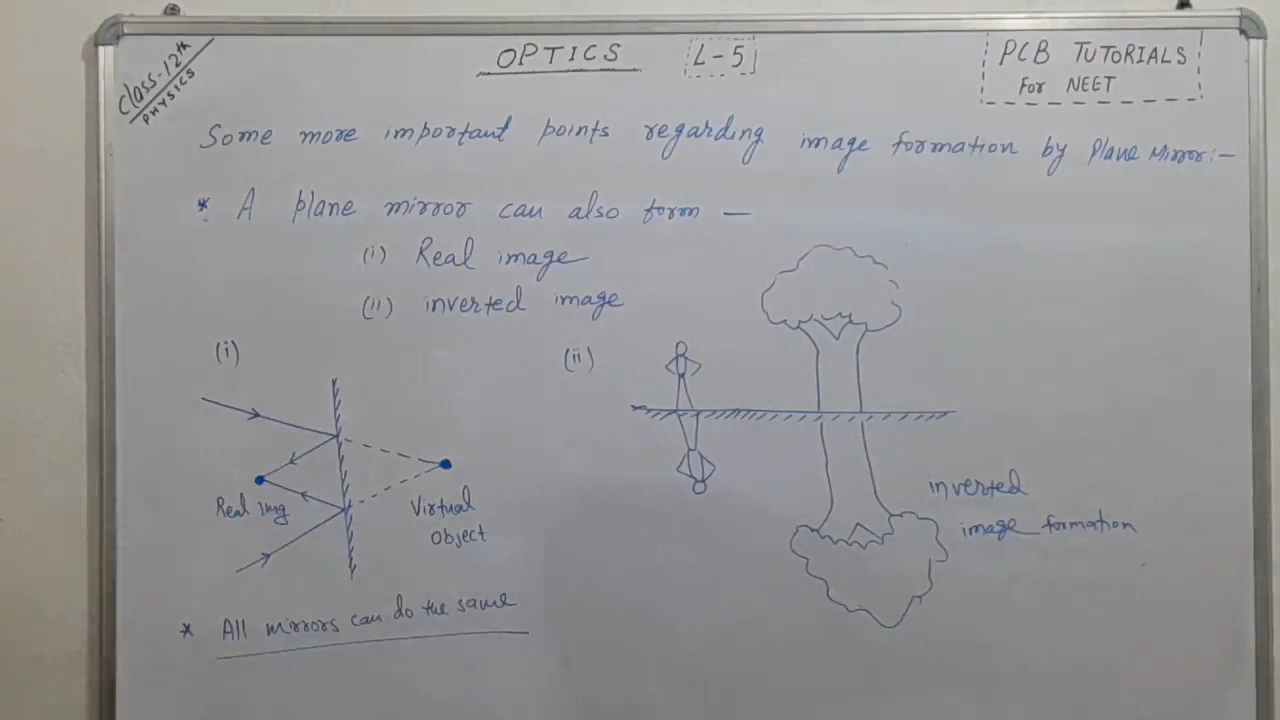 Class-12th
PHYSICS
OPTICS
L-5
PCB TUTORIALS
For NEET
Some more important points regarding image formation by Plane Mirror:-
* A plane mirror can also form —
(i) Real image
(ii) inverted image
(i)
(ii)
Real Img
Virtual
Object
inverted
image formation
* All mirrors can do the same